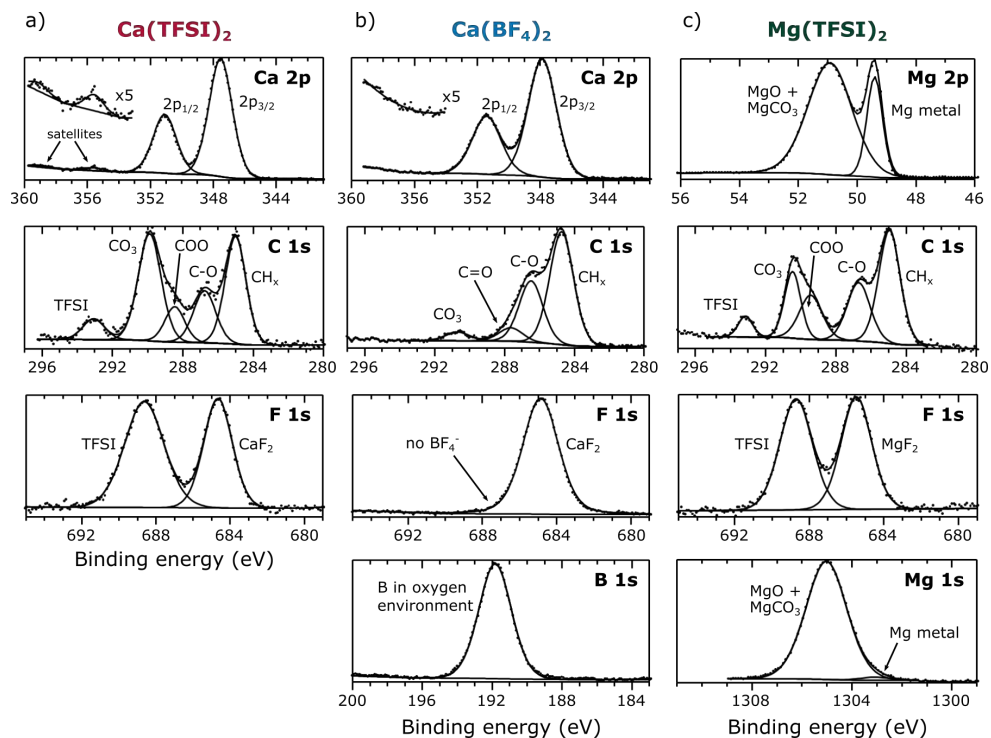 a)
Ca(TFSI)₂
Ca 2p
x5
2p₁/₂
2p₃/₂
satellites
360 356 352 348 344
C 1s
CO₃
COO
C-O
CHₓ
TFSI
296 292 288 284 280
F 1s
TFSI
CaF₂
692 688 684 680
Binding energy (eV)
b)
Ca(BF₄)₂
Ca 2p
x5
2p₁/₂
2p₃/₂
360 356 352 348 344
C 1s
C-O
C=O
CHₓ
CO₃
296 292 288 284 280
F 1s
no BF₄⁻
CaF₂
692 688 684 680
B 1s
B in oxygen
environment
200 196 192 188 184
Binding energy (eV)
c)
Mg(TFSI)₂
Mg 2p
MgO +
MgCO₃
Mg metal
56 54 52 50 48 46
C 1s
COO
CO₃
C-O
CHₓ
TFSI
296 292 288 284 280
F 1s
TFSI
MgF₂
692 688 684 680
Mg 1s
MgO +
MgCO₃
Mg metal
1308 1304 1300
Binding energy (eV)